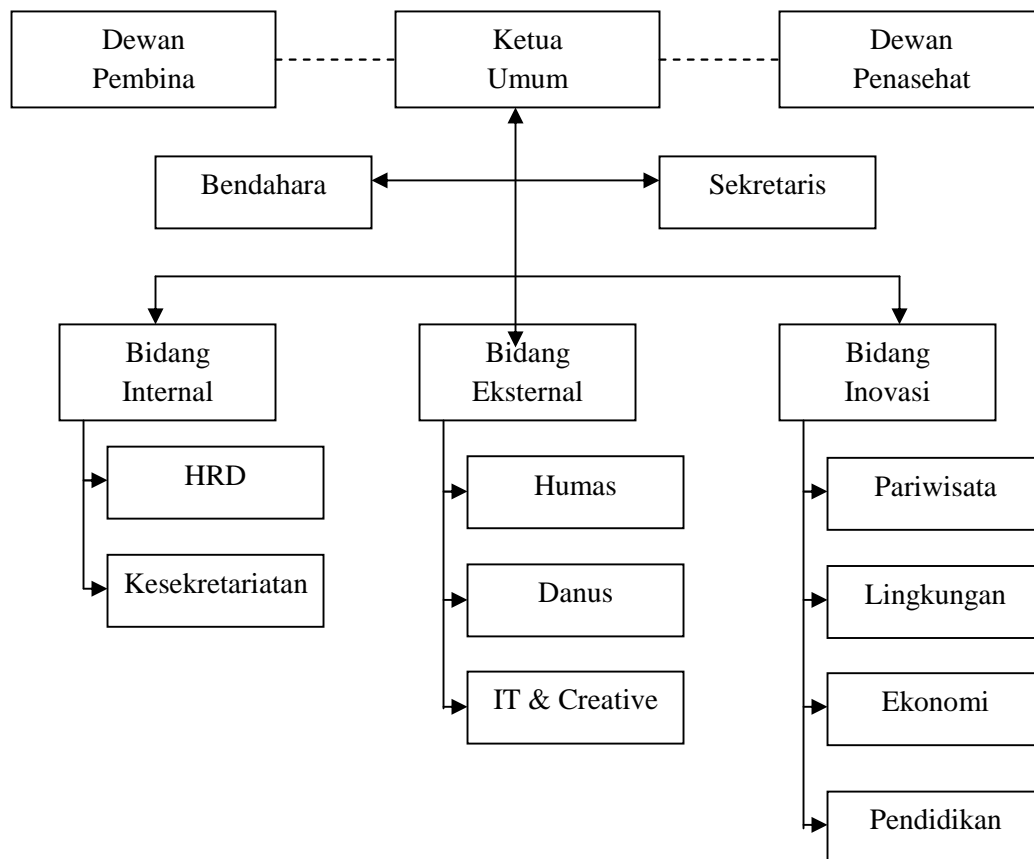 Dewan
Pembina
Ketua
Umum
Dewan
Penasehat
Bendahara
Sekretaris
Bidang
Internal
Bidang
Eksternal
Bidang
Inovasi
HRD
Kesekretariatan
Humas
Danus
IT & Creative
Pariwisata
Lingkungan
Ekonomi
Pendidikan